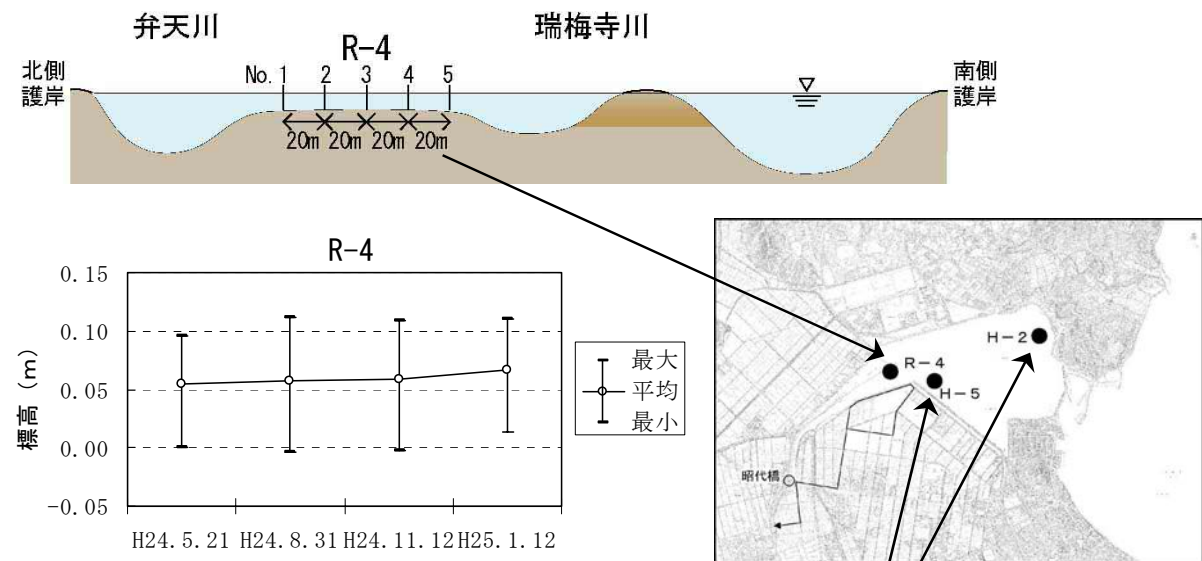 弁天川
瑞梅寺川
R-4
北側
護岸
No.1 2 3 4 5
南側
護岸
20m 20m 20m 20m
R-4
0.15
0.10
0.05
0.00
-0.05
標高 (m)
H24.5.21 H24.8.31 H24.11.12 H25.1.12
最大
平均
最小
H-2
R-4
H-5
昭代橋